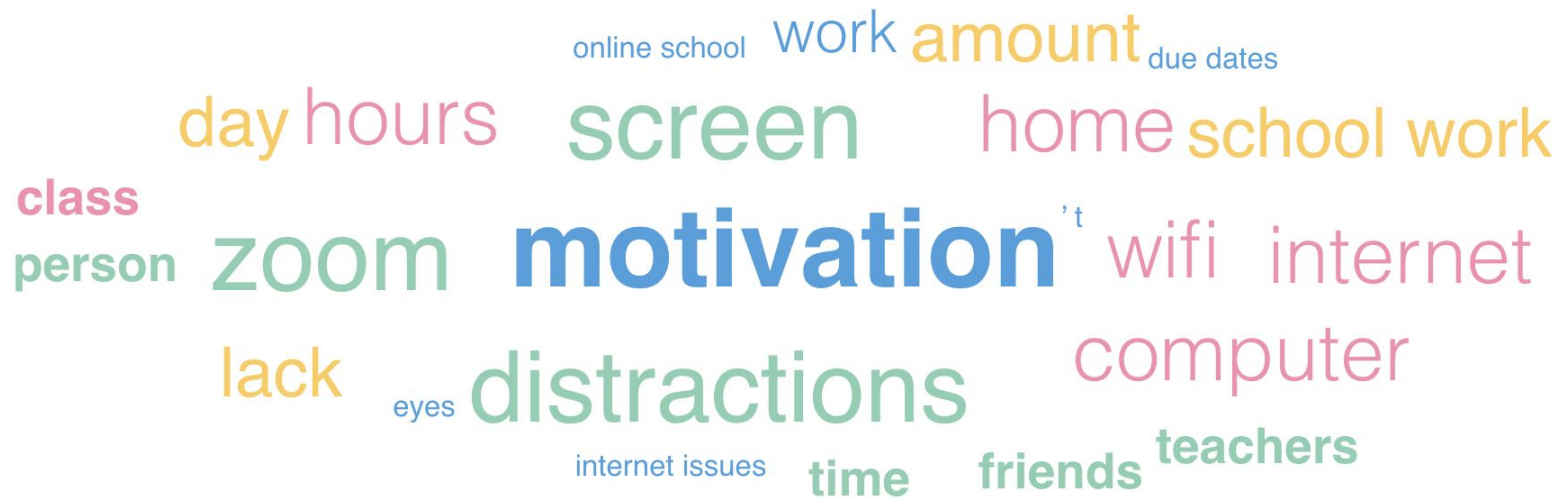 online school work amount due dates
day hours screen home school work
class
person zoom motivation 't wifi internet
lack eyes distractions computer
internet issues time friends teachers